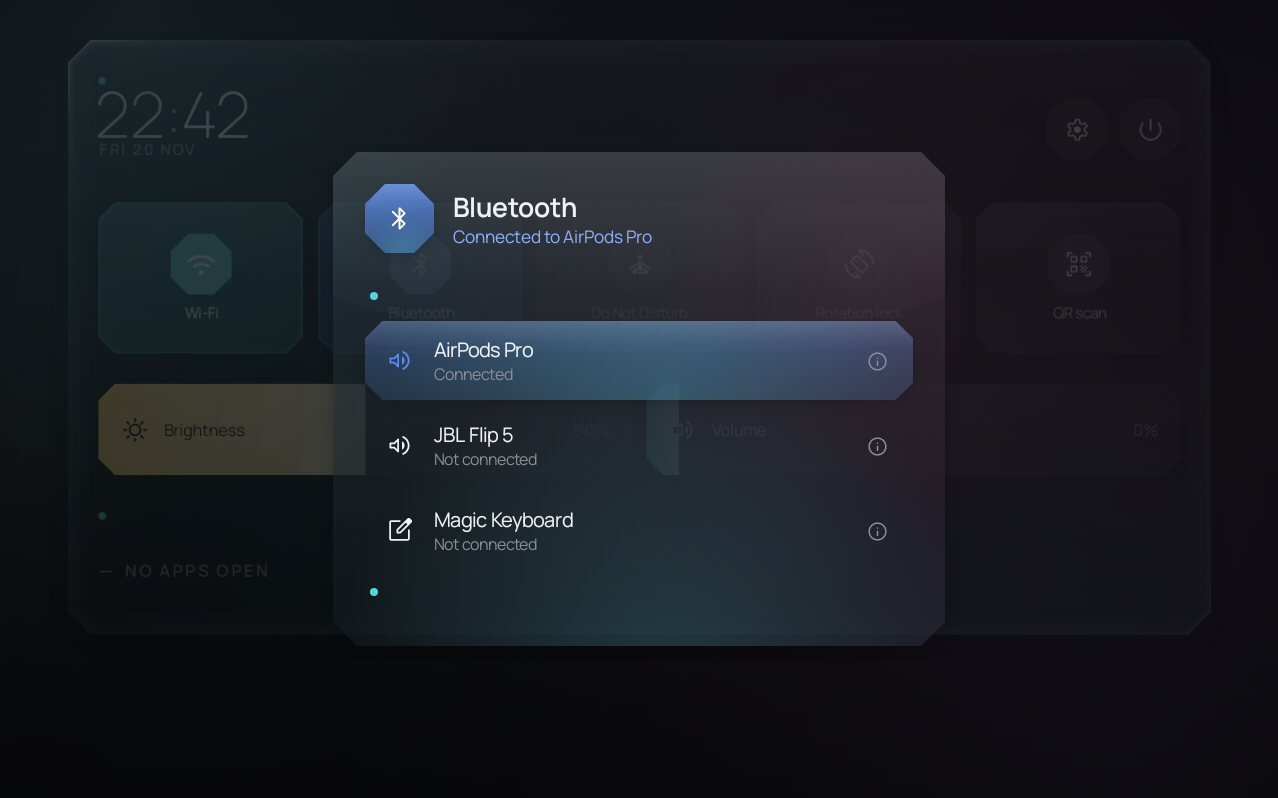 22:42
FRI 20 NOV
Bluetooth
Connected to AirPods Pro
Wi-Fi
Bluetooth
Do Not Disturb
Rotation lock
QR scan
AirPods Pro
Connected
Brightness
50%
Volume
0%
JBL Flip 5
Not connected
Magic Keyboard
Not connected
— NO APPS OPEN